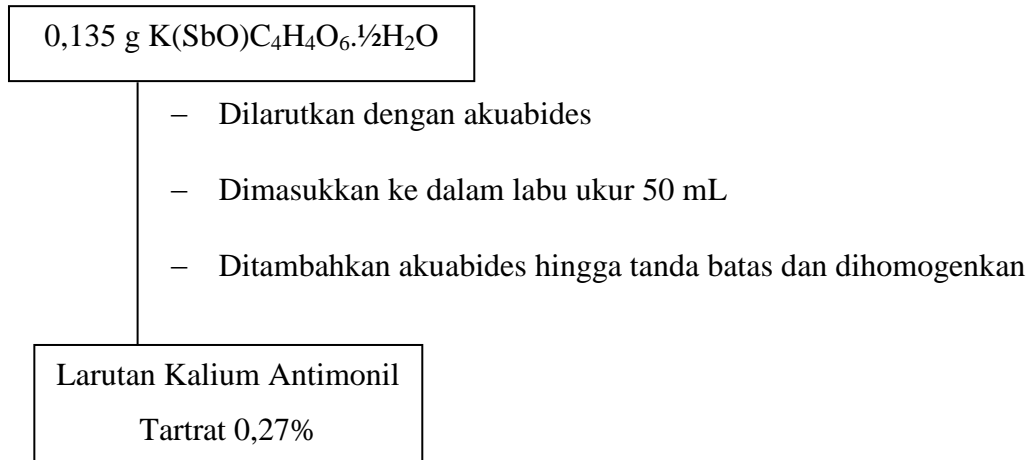 0,135 g K(SbO)C₄H₄O₆.½H₂O
– Dilarutkan dengan akuabides
– Dimasukkan ke dalam labu ukur 50 mL
– Ditambahkan akuabides hingga tanda batas dan dihomogenkan
Larutan Kalium Antimonil
Tartrat 0,27%